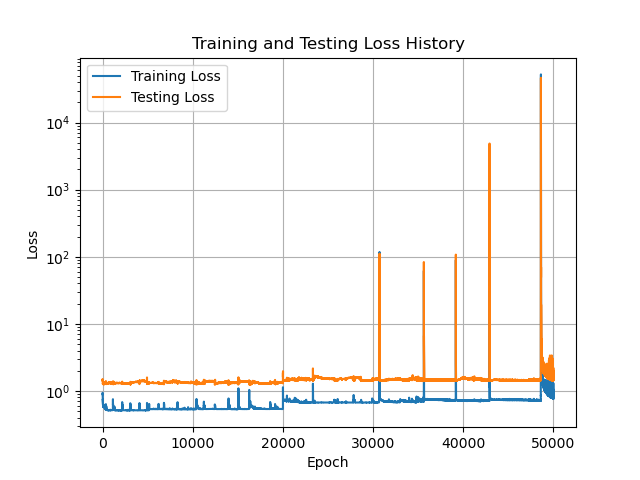 Training and Testing Loss History
Training Loss
Testing Loss
10^4
10^3
10^2
10^1
10^0
Loss
0 10000 20000 30000 40000 50000
Epoch